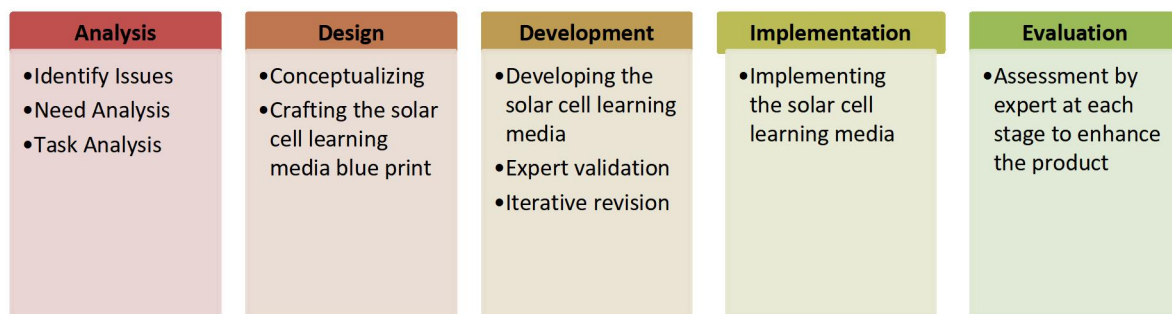 Analysis
•Identify Issues
•Need Analysis
•Task Analysis
Design
•Conceptualizing
•Crafting the solar
cell learning
media blue print
Development
•Developing the
solar cell learning
media
•Expert validation
•Iterative revision
Implementation
•Implementing
the solar cell
learning media
Evaluation
•Assessment by
expert at each
stage to enhance
the product